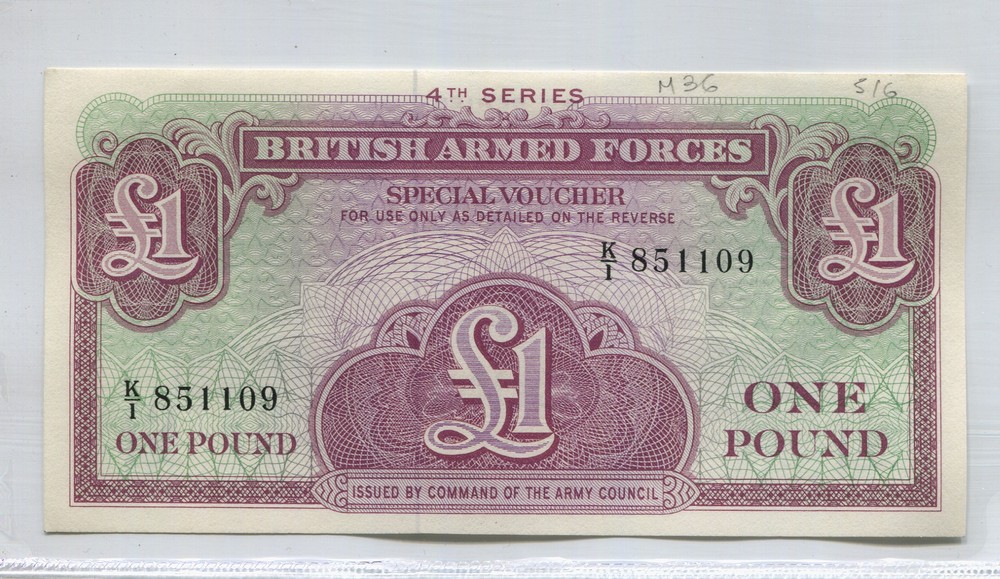 M36 5/6
4TH SERIES
BRITISH ARMED FORCES
SPECIAL VOUCHER
FOR USE ONLY AS DETAILED ON THE REVERSE
£1 £1
K/1 851109
£1
K/1 851109
ONE POUND
ONE
POUND
ISSUED BY COMMAND OF THE ARMY COUNCIL